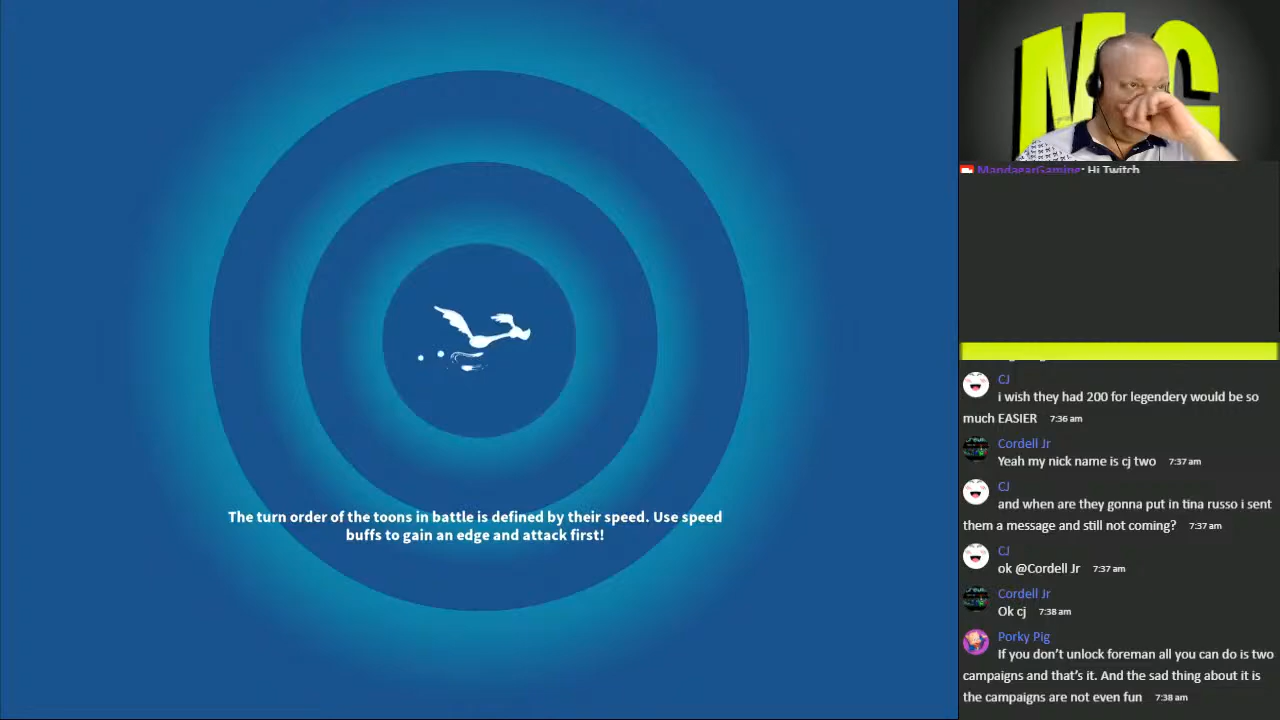 MG
MandagarGaming: Hi Twitch
CJ
i wish they had 200 for legendery would be so
much EASIER 7:36 am
Cordell Jr
Yeah my nick name is cj two 7:37 am
CJ
and when are they gonna put in tina russo i sent
them a message and still not coming? 7:37 am
CJ
ok @Cordell Jr 7:37 am
Cordell Jr
Ok cj 7:38 am
Porky Pig
If you don't unlock foreman all you can do is two
campaigns and that's it. And the sad thing about it is
the campaigns are not even fun 7:38 am
The turn order of the toons in battle is defined by their speed. Use speed
buffs to gain an edge and attack first!